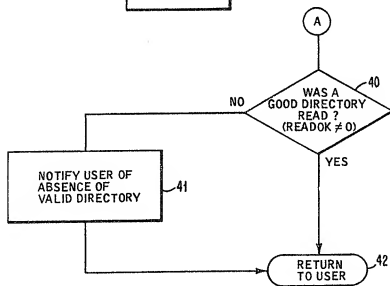 A
WAS A
GOOD DIRECTORY
READ ?
(READOK ≠ 0)
40
NO
YES
NOTIFY USER OF
ABSENCE OF
VALID DIRECTORY
41
RETURN
TO USER
42